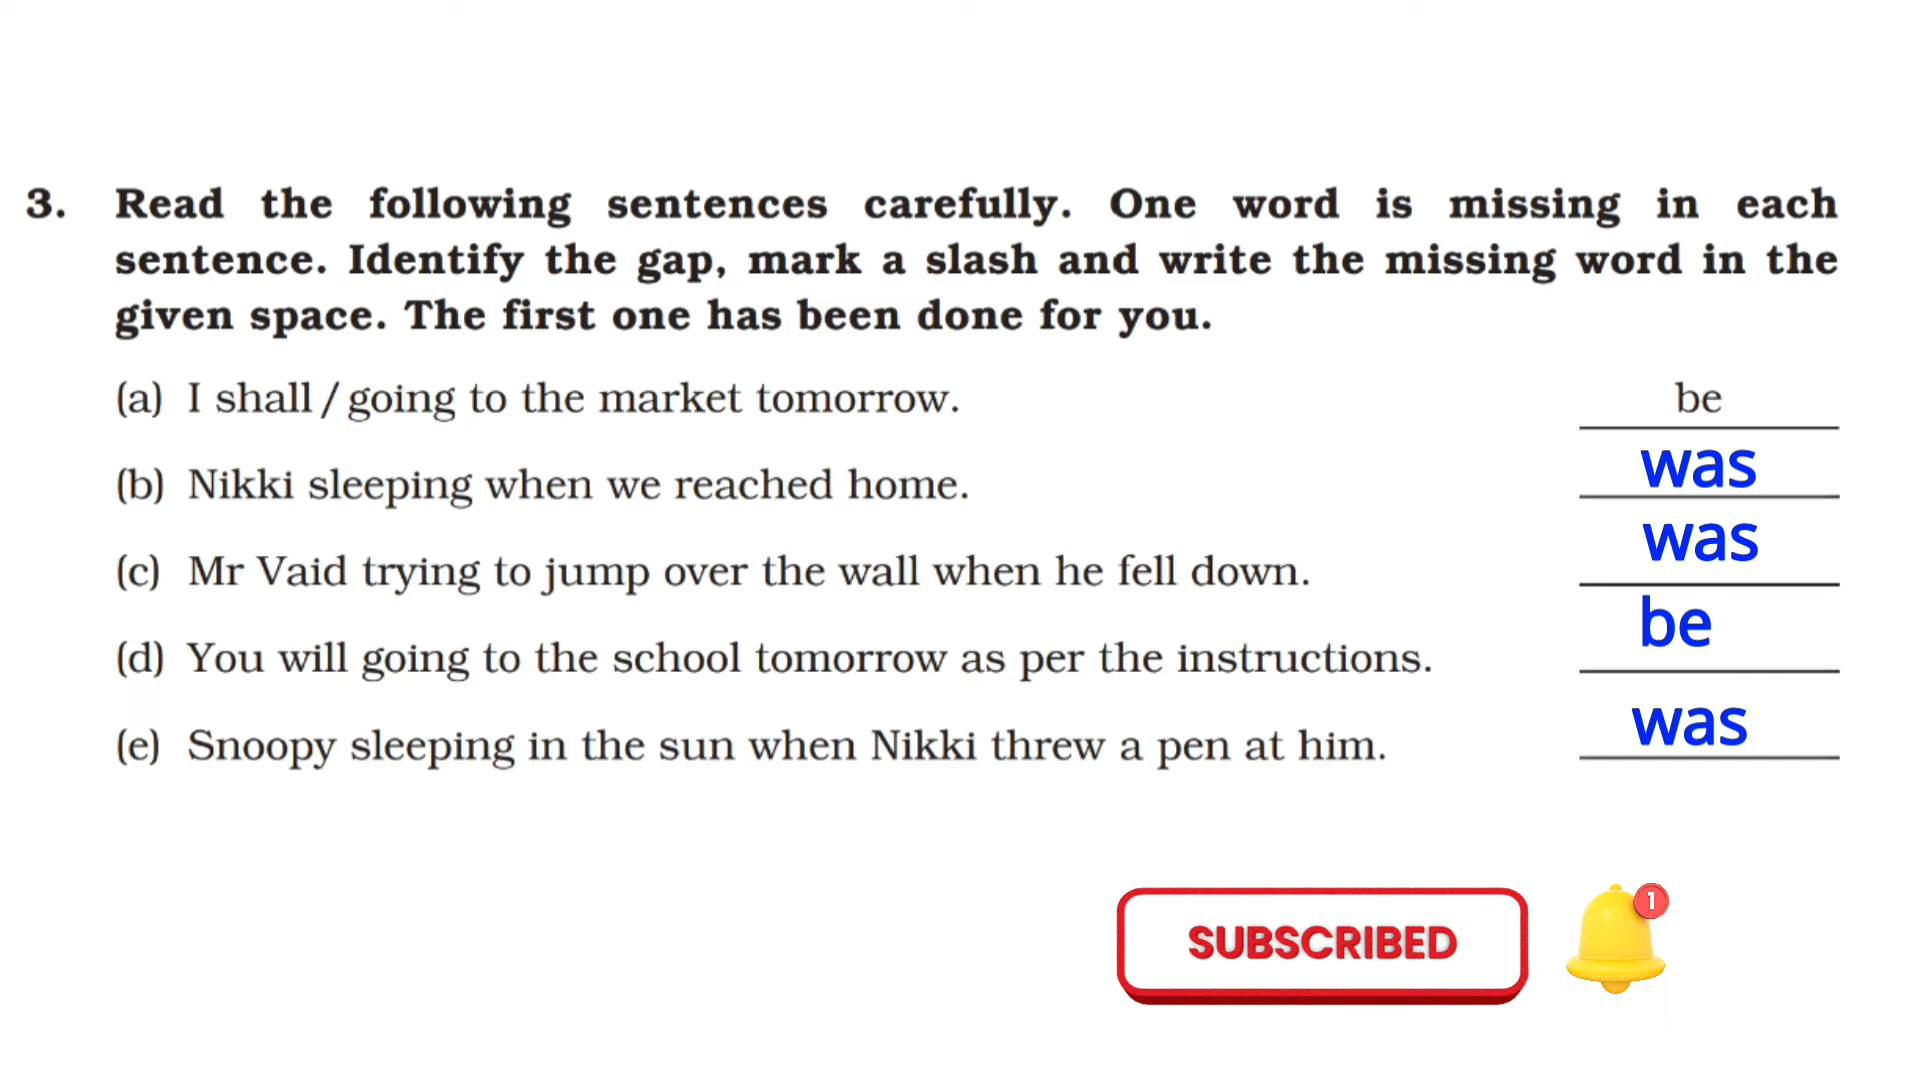 3. Read the following sentences carefully. One word is missing in each
sentence. Identify the gap, mark a slash and write the missing word in the
given space. The first one has been done for you.
(a) I shall / going to the market tomorrow. be
(b) Nikki sleeping when we reached home. was
(c) Mr Vaid trying to jump over the wall when he fell down. was
(d) You will going to the school tomorrow as per the instructions. be
(e) Snoopy sleeping in the sun when Nikki threw a pen at him. was
SUBSCRIBED
1